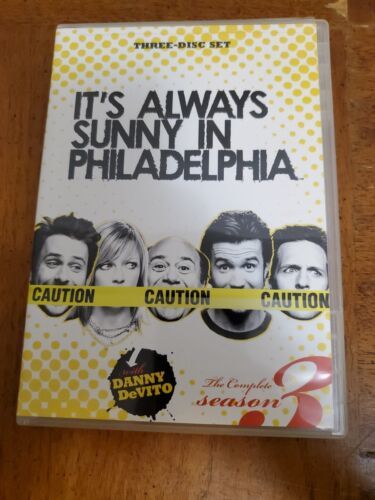 THREE-DISC SET
IT'S ALWAYS
SUNNY IN
PHILADELPHIA
CAUTION CAUTION CAUTION
with
DANNY
DeVITO
The Complete
season 3